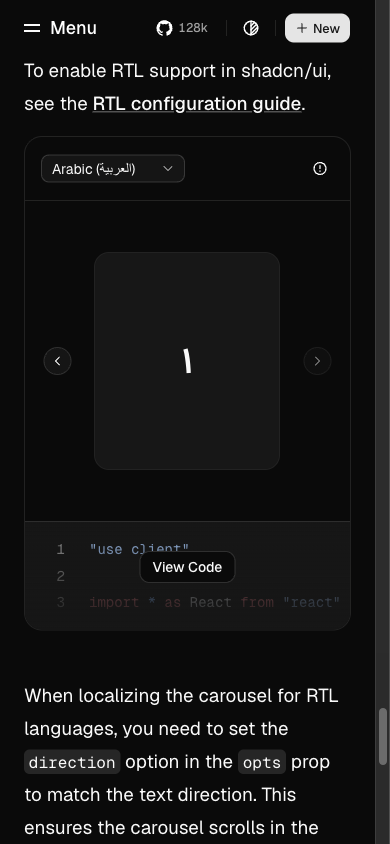 Menu
128k
+ New
To enable RTL support in shadcn/ui,
see the RTL configuration guide.
Arabic (العربية)
١
1 "use client"
View Code
2
3 import * as React from "react"
When localizing the carousel for RTL
languages, you need to set the
direction option in the opts prop
to match the text direction. This
ensures the carousel scrolls in the